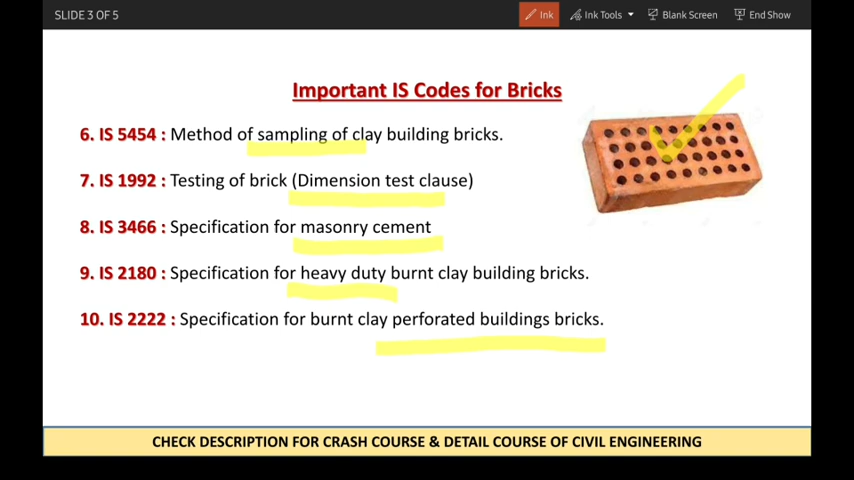 SLIDE 3 OF 5
Ink
Ink Tools
Blank Screen
End Show
Important IS Codes for Bricks
6. IS 5454 : Method of sampling of clay building bricks.
7. IS 1992 : Testing of brick (Dimension test clause)
8. IS 3466 : Specification for masonry cement
9. IS 2180 : Specification for heavy duty burnt clay building bricks.
10. IS 2222 : Specification for burnt clay perforated buildings bricks.
CHECK DESCRIPTION FOR CRASH COURSE & DETAIL COURSE OF CIVIL ENGINEERING